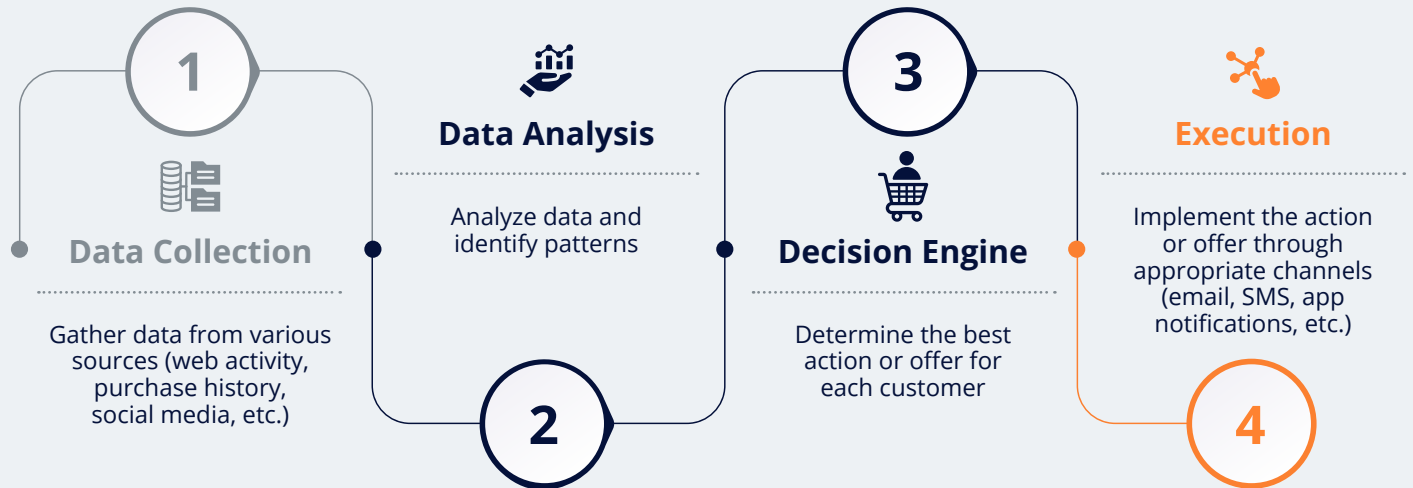 1
Data Collection
Gather data from various
sources (web activity,
purchase history,
social media, etc.)
Data Analysis
Analyze data and
identify patterns
2
3
Decision Engine
Determine the best
action or offer for
each customer
Execution
Implement the action
or offer through
appropriate channels
(email, SMS, app
notifications, etc.)
4